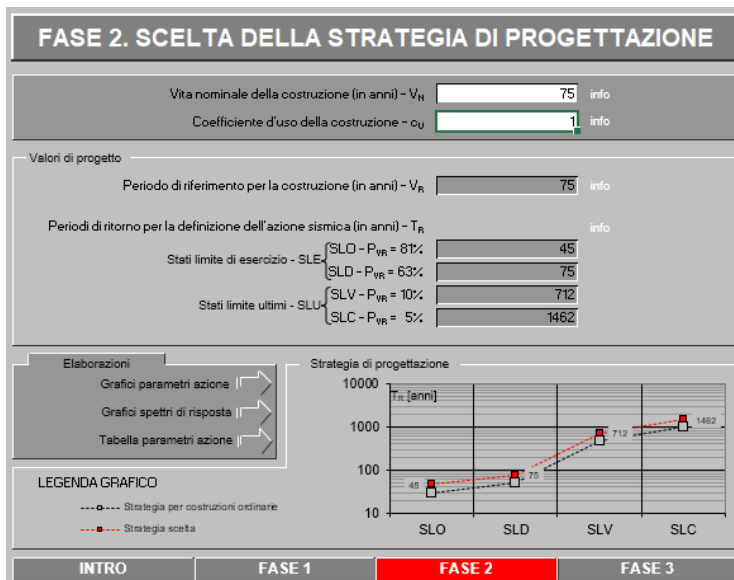 FASE 2. SCELTA DELLA STRATEGIA DI PROGETTAZIONE
Vita nominale della costruzione (in anni) - VN 75 info
Coefficiente d'uso della costruzione - cU 1 info
Valori di progetto
Periodo di riferimento per la costruzione (in anni) - VR 75 info
Periodi di ritorno per la definizione dell'azione sismica (in anni) - TR info
Stati limite di esercizio - SLE
SLO - PVR = 81% 45
SLD - PVR = 63% 75
Stati limite ultimi - SLU
SLV - PVR = 10% 712
SLC - PVR = 5% 1462
Elaborazioni
Grafici parametri azione
Grafici spettri di risposta
Tabella parametri azione
LEGENDA GRAFICO
Strategia per costruzioni ordinarie
Strategia scelta
Strategia di progettazione
TR [anni]
10000
1000
100
10
45
75
712
1462
SLO SLD SLV SLC
INTRO FASE 1 FASE 2 FASE 3